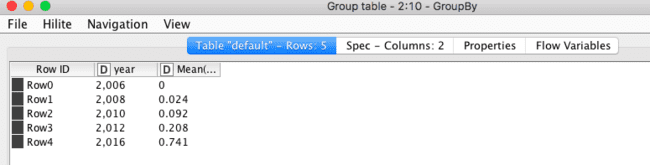 Group table - 2:10 - GroupBy
File Hilite Navigation View
Table "default" - Rows: 5 Spec - Columns: 2 Properties Flow Variables
Row ID D year D Mean(...
Row0 2,006 0
Row1 2,008 0.024
Row2 2,010 0.092
Row3 2,012 0.208
Row4 2,016 0.741